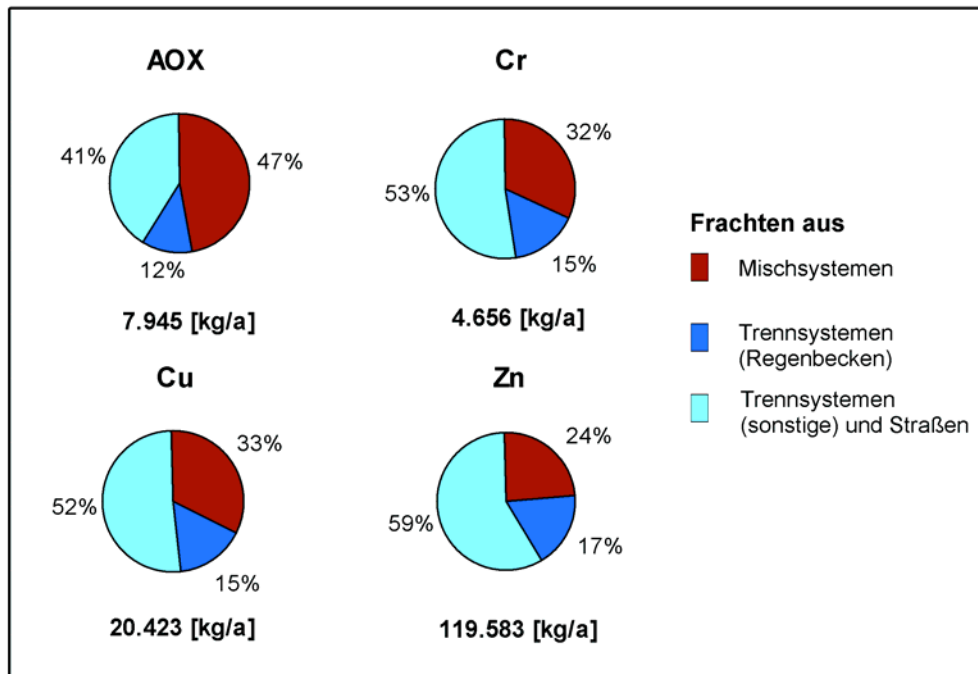 AOX
41%
47%
12%
7.945 [kg/a]
Cr
32%
53%
15%
4.656 [kg/a]
Cu
33%
52%
15%
20.423 [kg/a]
Zn
24%
59%
17%
119.583 [kg/a]
Frachten aus
Mischsystemen
Trennsystemen
(Regenbecken)
Trennsystemen
(sonstige) und Straßen